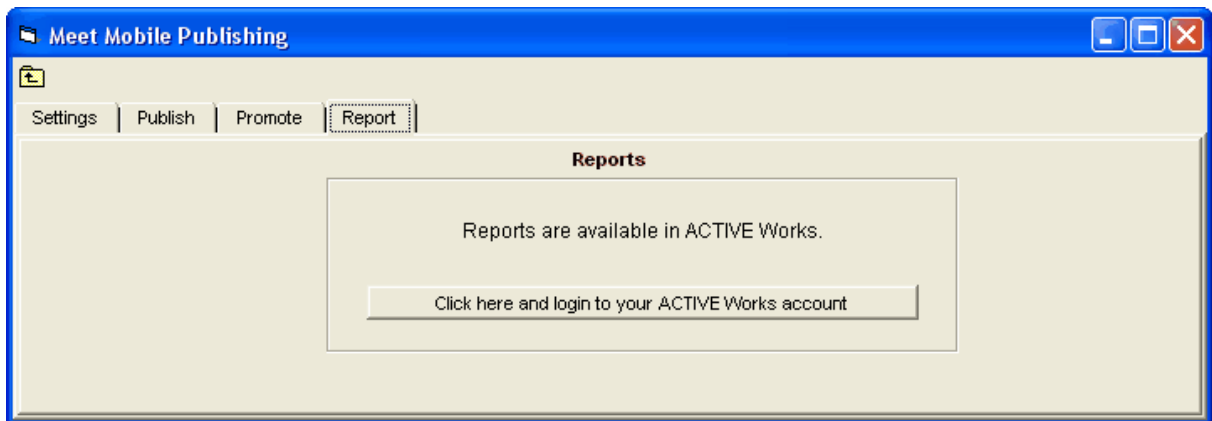 Meet Mobile Publishing
Settings Publish Promote Report
Reports
Reports are available in ACTIVE Works.
Click here and login to your ACTIVE Works account